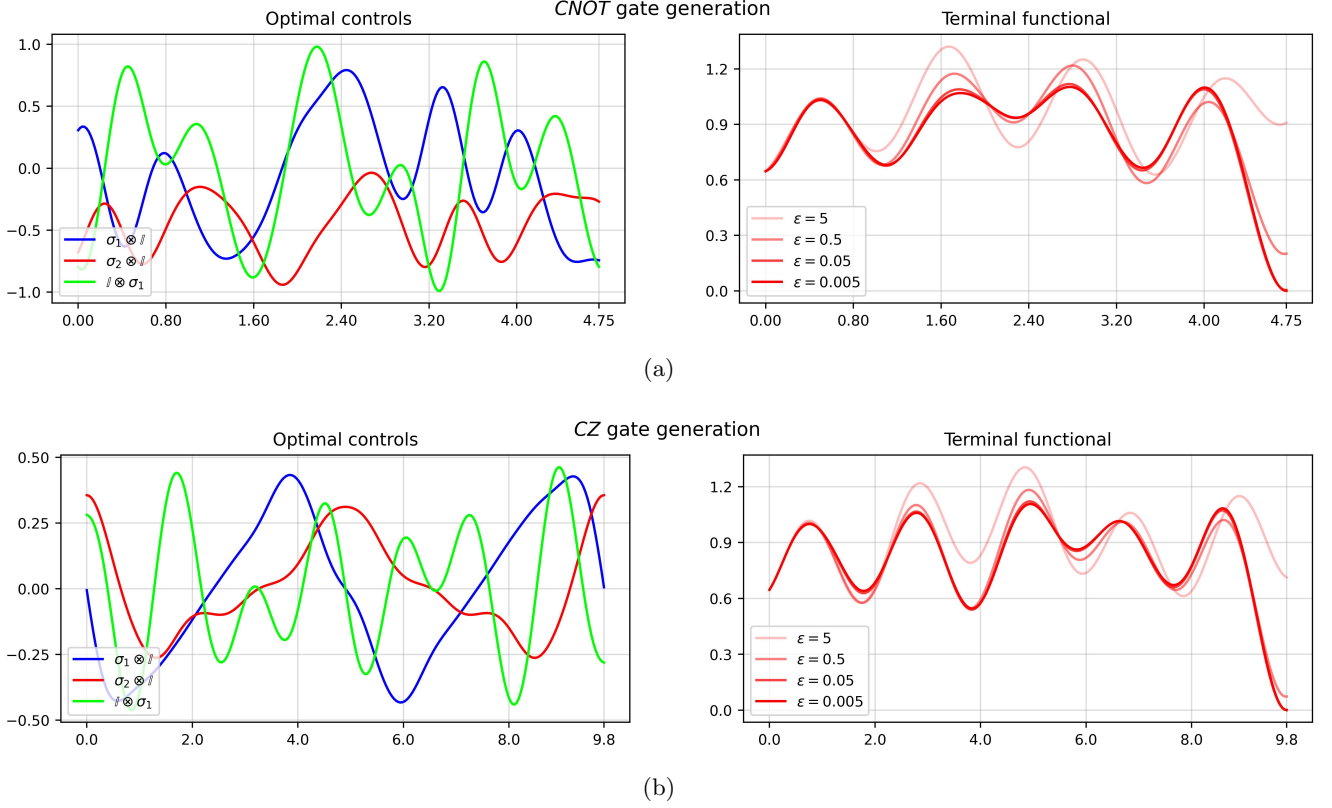 CNOT gate generation
Optimal controls
Terminal functional
1.0
0.5
0.0
−0.5
−1.0
σ₁ ⊗ 𝕀
σ₂ ⊗ 𝕀
𝕀 ⊗ σ₁
0.00 0.80 1.60 2.40 3.20 4.00 4.75
1.2
0.9
0.6
0.3
0.0
ε = 5
ε = 0.5
ε = 0.05
ε = 0.005
0.00 0.80 1.60 2.40 3.20 4.00 4.75
(a)
CZ gate generation
Optimal controls
Terminal functional
0.50
0.25
0.00
−0.25
−0.50
σ₁ ⊗ 𝕀
σ₂ ⊗ 𝕀
𝕀 ⊗ σ₁
0.0 2.0 4.0 6.0 8.0 9.8
1.2
0.9
0.6
0.3
0.0
ε = 5
ε = 0.5
ε = 0.05
ε = 0.005
0.0 2.0 4.0 6.0 8.0 9.8
(b)